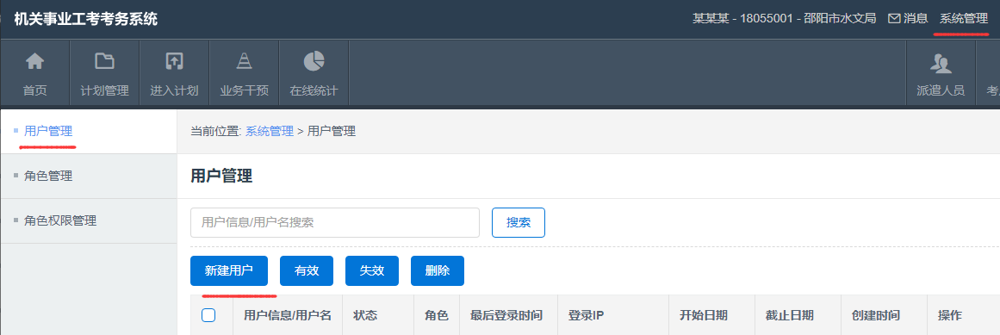 机关事业工考考务系统
某某某 - 18055001 - 邵阳市水文局 消息 系统管理
首页 计划管理 进入计划 业务干预 在线统计 派遣人员
用户管理
当前位置: 系统管理 > 用户管理
角色管理
用户管理
角色权限管理
用户信息/用户名搜索 搜索
新建用户 有效 失效 删除
用户信息/用户名 状态 角色 最后登录时间 登录IP 开始日期 截止日期 创建时间 操作